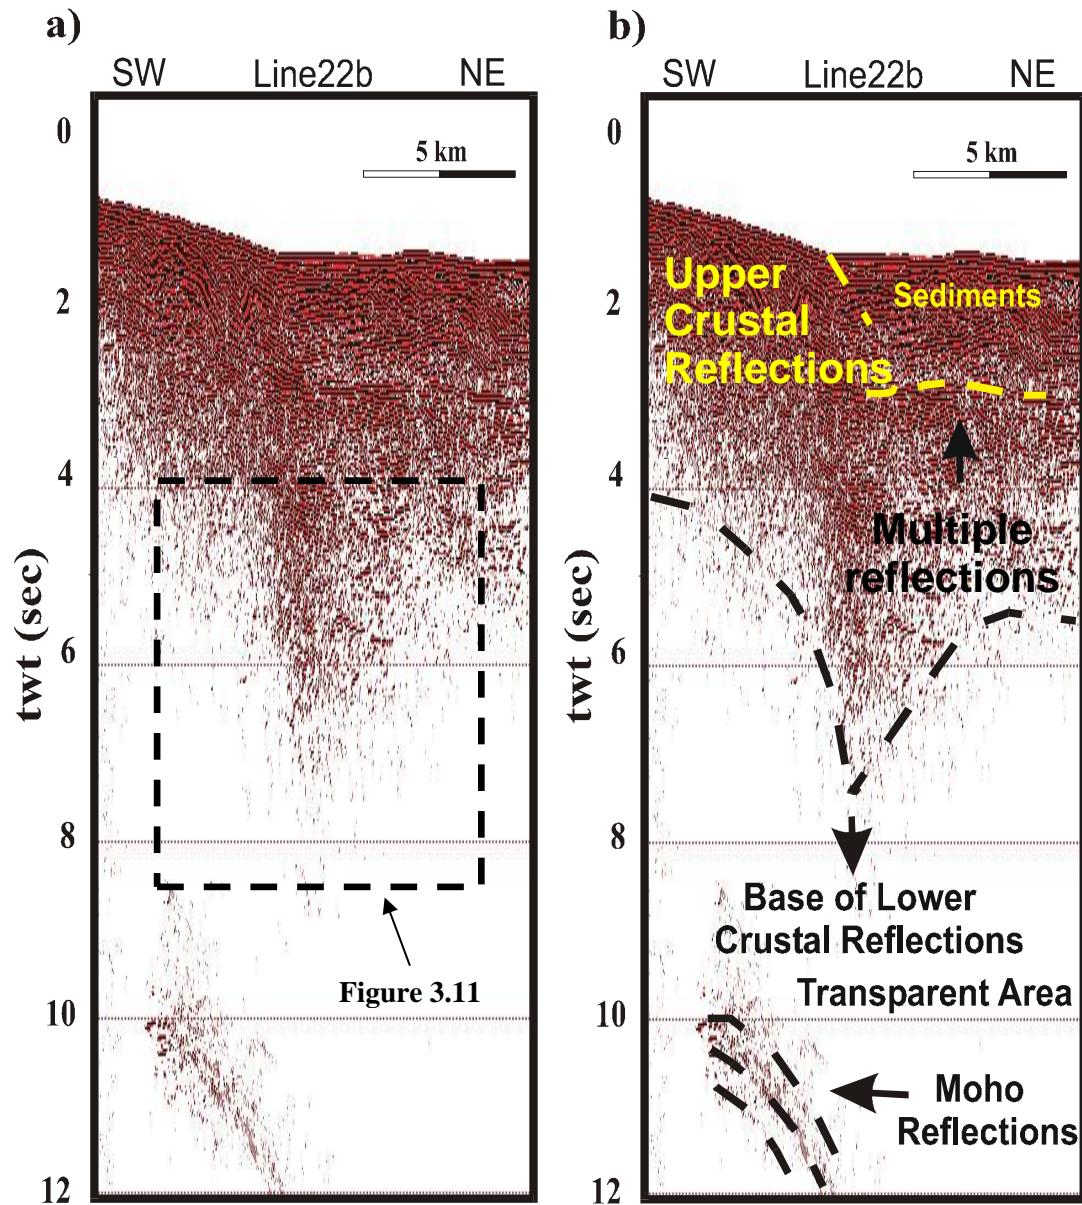 a)
SW Line22b NE
0
5 km
2
4
twt (sec)
6
8
Figure 3.11
10
12
b)
SW Line22b NE
0
5 km
Upper
Crustal
Reflections
Sediments
2
4
Multiple
reflections
twt (sec)
6
8
Base of Lower
Crustal Reflections
Transparent Area
10
Moho
Reflections
12